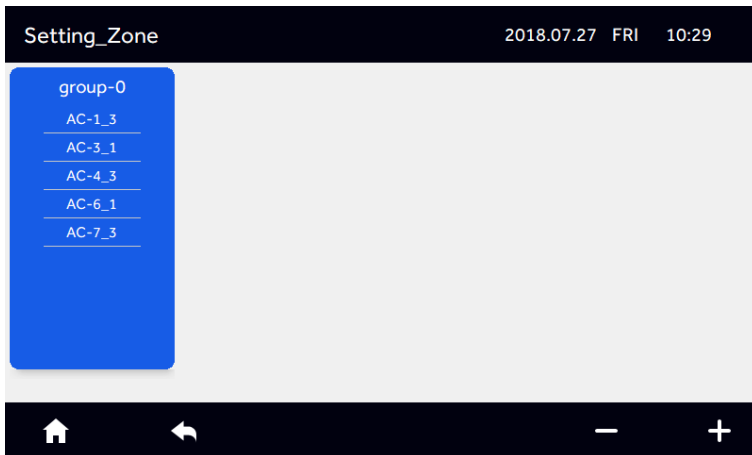 Setting_Zone 2018.07.27 FRI 10:29
group-0
AC-1_3
AC-3_1
AC-4_3
AC-6_1
AC-7_3